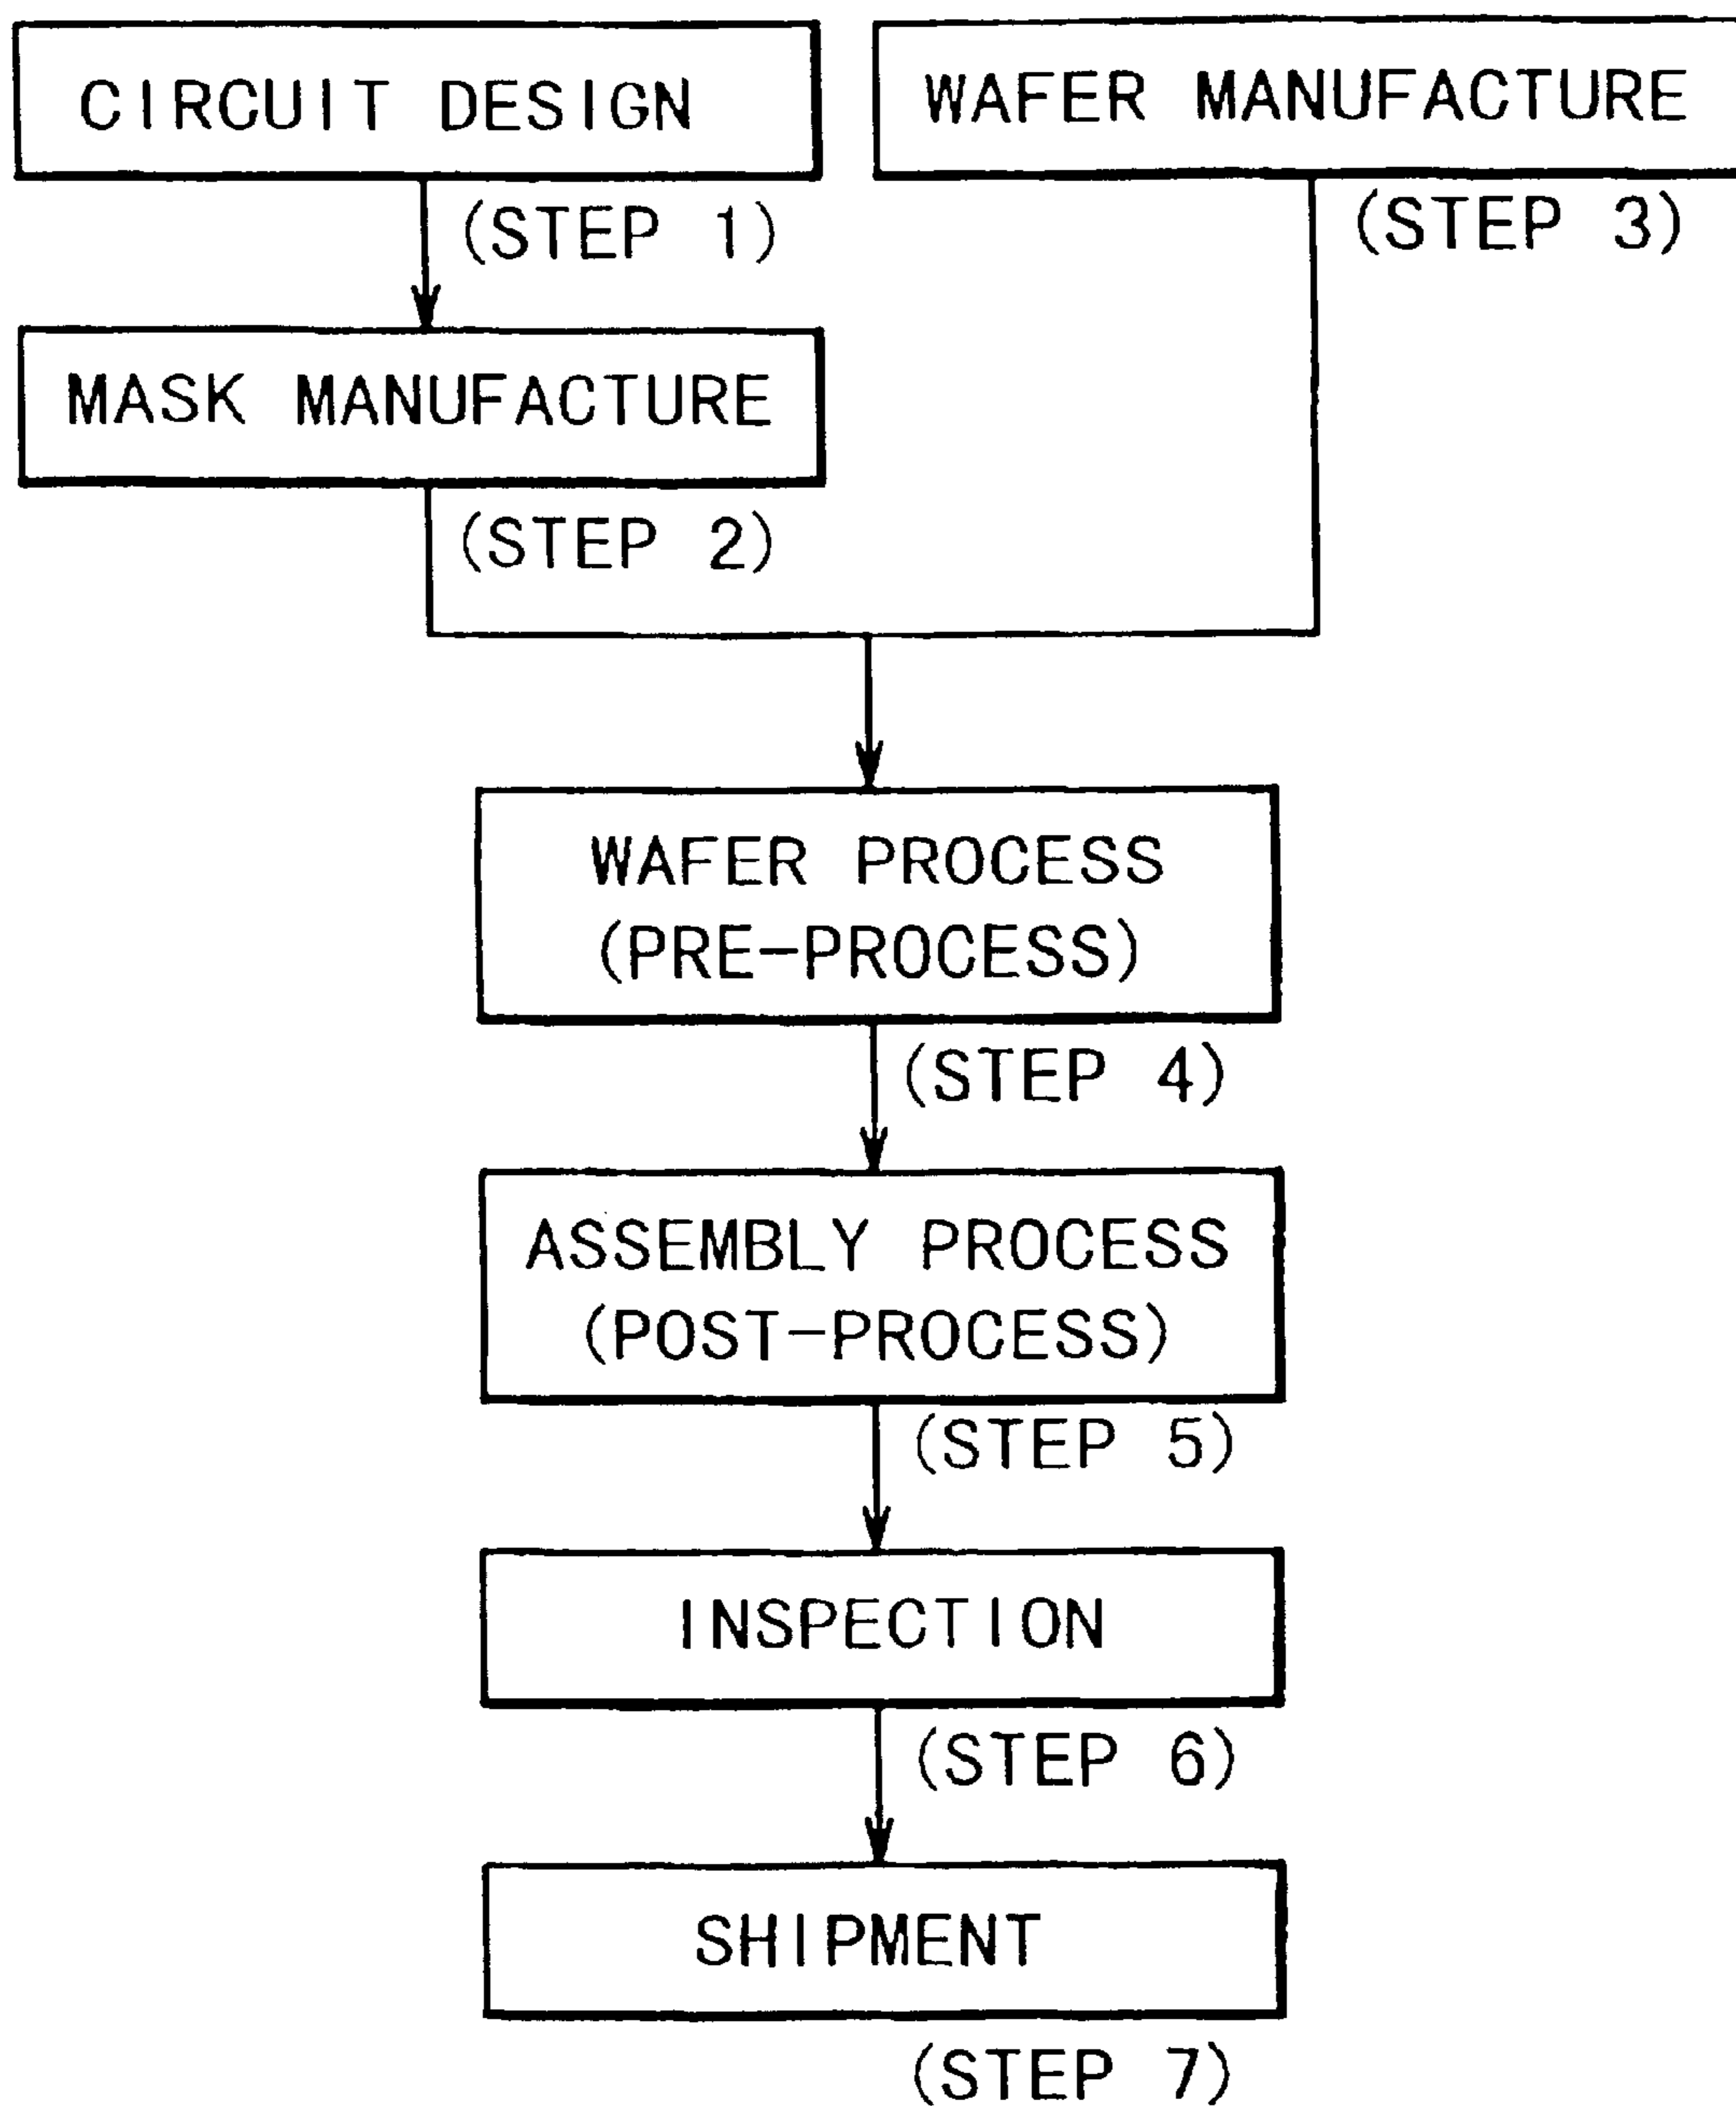 CIRCUIT DESIGN
(STEP 1)
WAFER MANUFACTURE
(STEP 3)
MASK MANUFACTURE
(STEP 2)
WAFER PROCESS
(PRE-PROCESS)
(STEP 4)
ASSEMBLY PROCESS
(POST-PROCESS)
(STEP 5)
INSPECTION
(STEP 6)
SHIPMENT
(STEP 7)